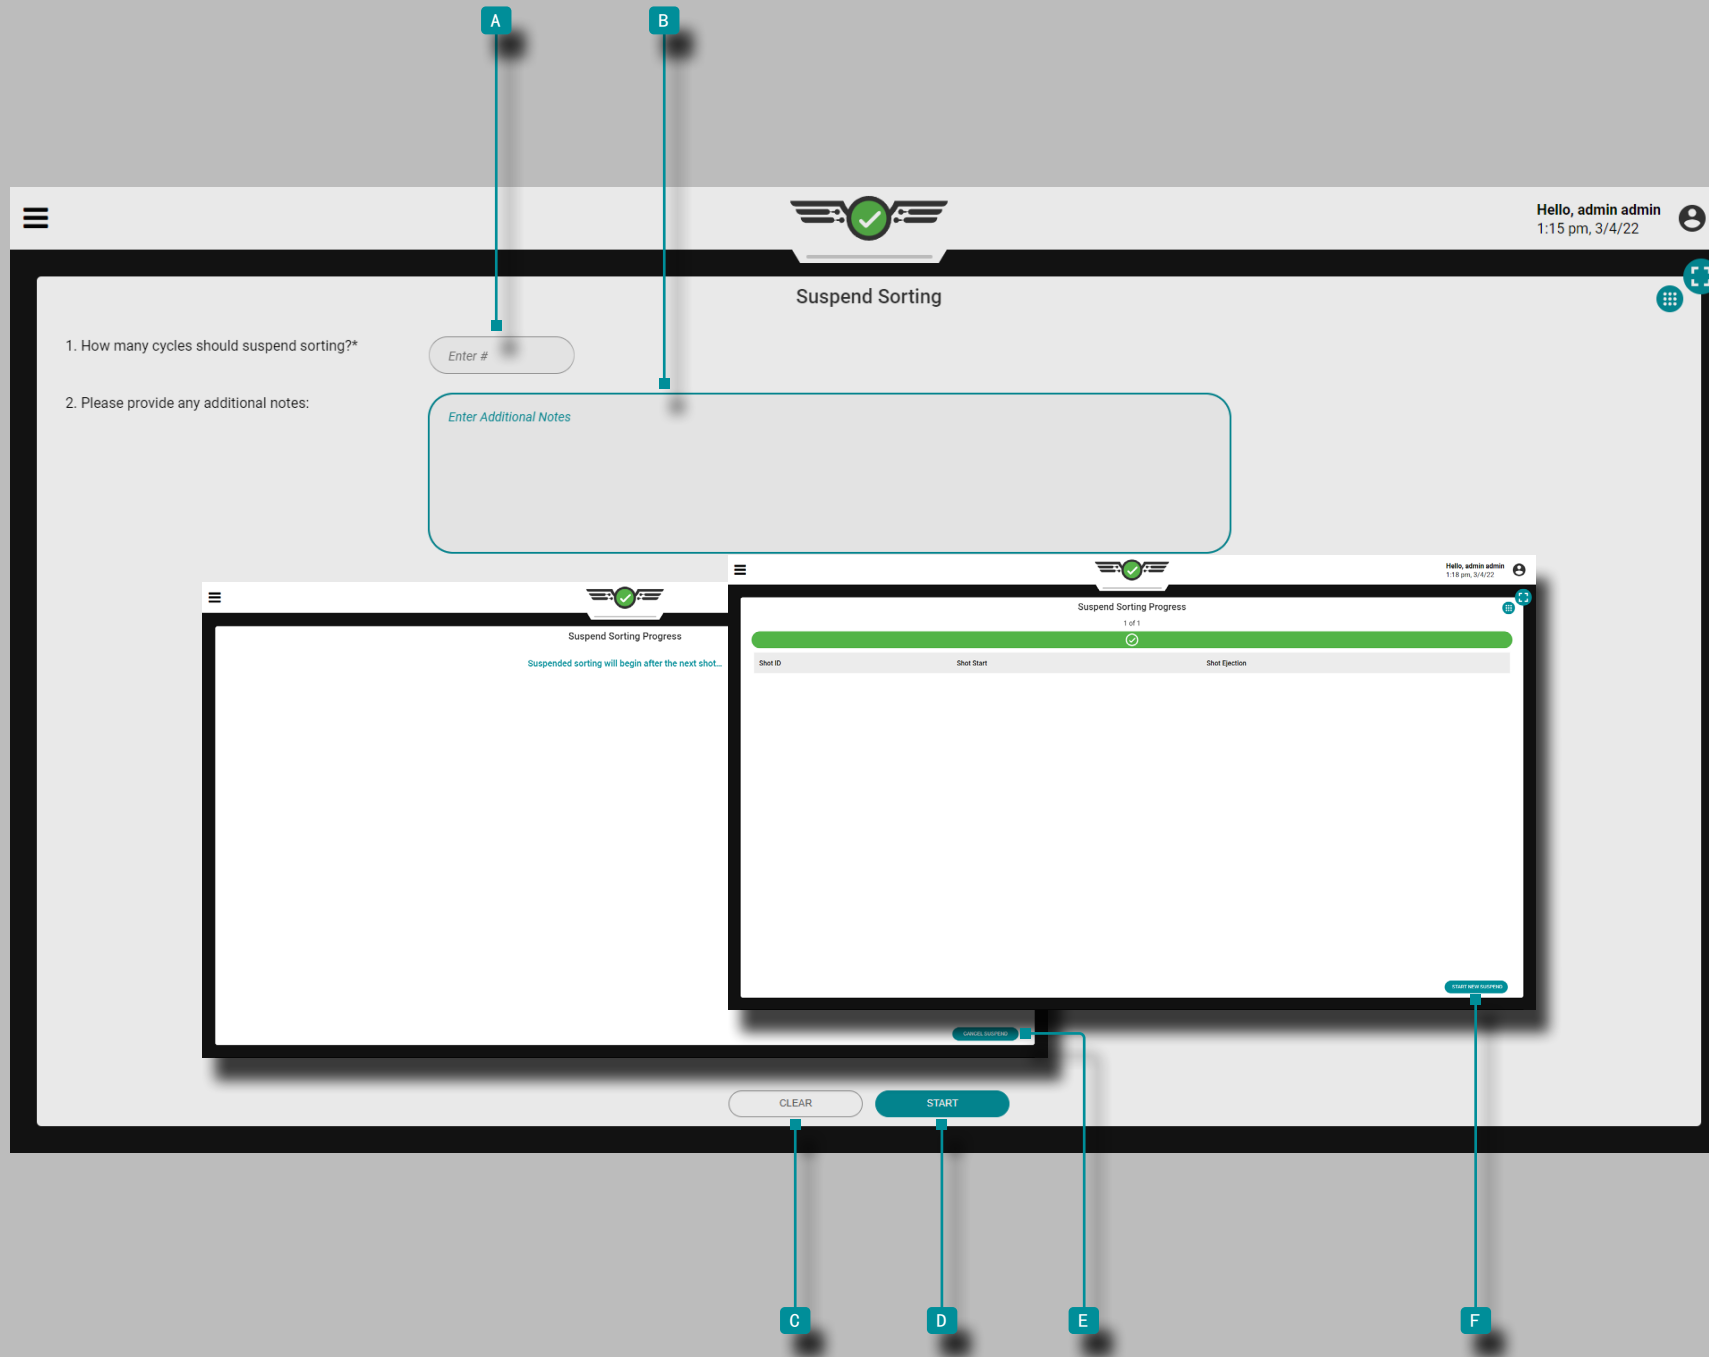 A
B
Hello, admin admin
1:15 pm, 3/4/22
Suspend Sorting
1. How many cycles should suspend sorting?*
Enter #
2. Please provide any additional notes:
Enter Additional Notes
Suspend Sorting Progress
Suspended sorting will begin after the next shot...
CANCEL SUSPEND
Hello, admin admin
1:18 pm, 3/4/22
Suspend Sorting Progress
1 of 1
Shot ID
Shot Start
Shot Ejection
START NEW SUSPEND
CLEAR
START
C
D
E
F